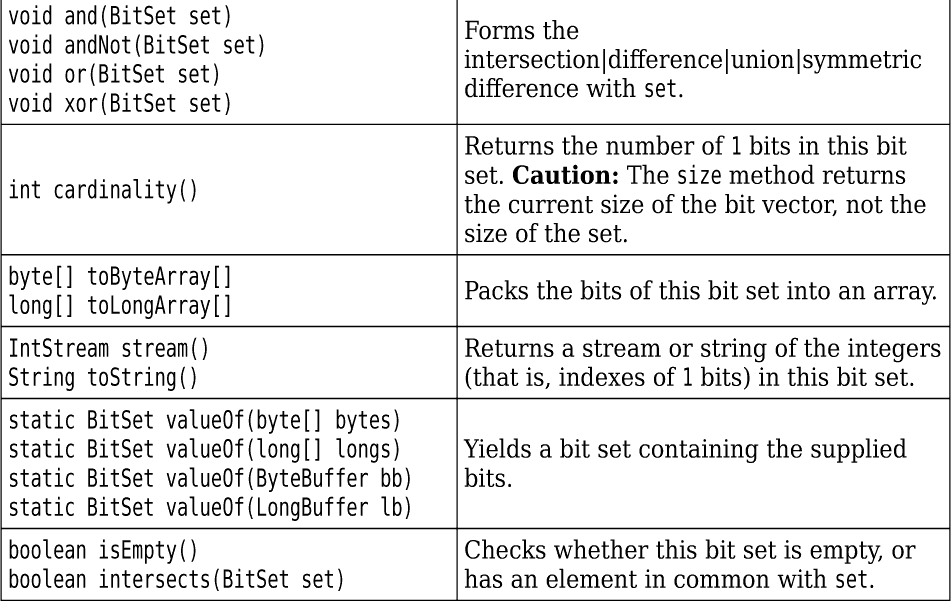 void and(BitSet set)
void andNot(BitSet set)
void or(BitSet set)
void xor(BitSet set)
Forms the
intersection|difference|union|symmetric
difference with set.
int cardinality()
Returns the number of 1 bits in this bit
set. Caution: The size method returns
the current size of the bit vector, not the
size of the set.
byte[] toByteArray[]
long[] toLongArray[]
Packs the bits of this bit set into an array.
IntStream stream()
String toString()
Returns a stream or string of the integers
(that is, indexes of 1 bits) in this bit set.
static BitSet valueOf(byte[] bytes)
static BitSet valueOf(long[] longs)
static BitSet valueOf(ByteBuffer bb)
static BitSet valueOf(LongBuffer lb)
Yields a bit set containing the supplied
bits.
boolean isEmpty()
boolean intersects(BitSet set)
Checks whether this bit set is empty, or
has an element in common with set.